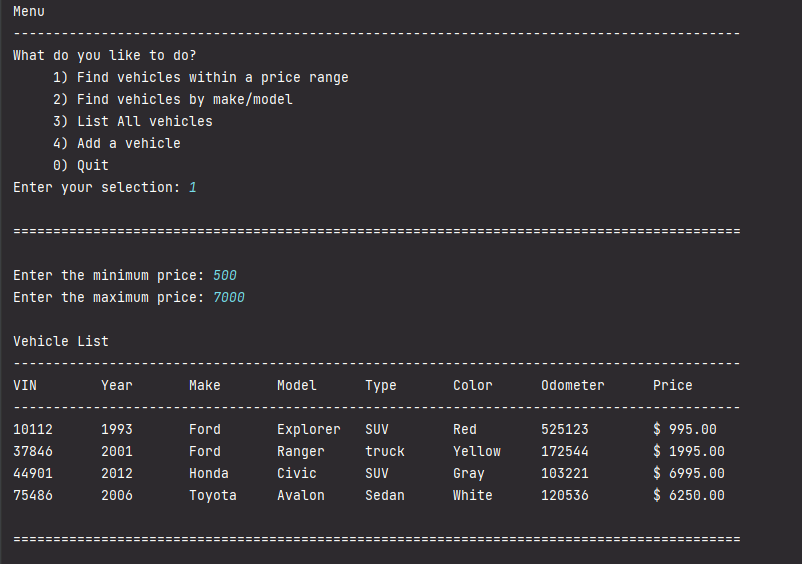 Menu
-------------------------------------------------------------------------------------------
What do you like to do?
     1) Find vehicles within a price range
     2) Find vehicles by make/model
     3) List All vehicles
     4) Add a vehicle
     0) Quit
Enter your selection: 1
===========================================================================================
Enter the minimum price: 500
Enter the maximum price: 7000
Vehicle List
-------------------------------------------------------------------------------------------
VIN        Year       Make       Model      Type       Color      Odometer      Price
-------------------------------------------------------------------------------------------
10112      1993       Ford       Explorer   SUV        Red        525123        $ 995.00
37846      2001       Ford       Ranger     truck      Yellow     172544        $ 1995.00
44901      2012       Honda      Civic      SUV        Gray       103221        $ 6995.00
75486      2006       Toyota     Avalon     Sedan      White      120536        $ 6250.00
===========================================================================================